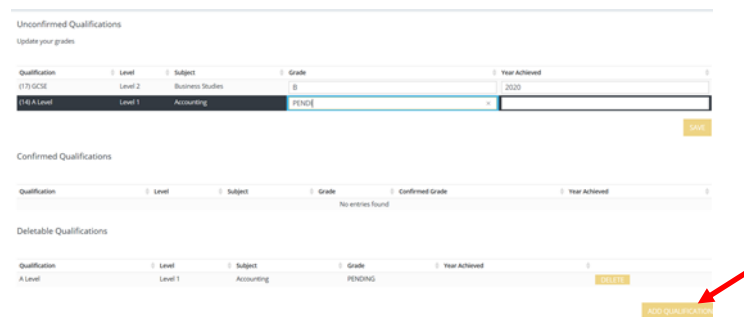 Unconfirmed Qualifications
Update your grades
Qualification Level Subject Grade Year Achieved
(17) GCSE Level 2 Business Studies B 2020
(14) A Level Level 1 Accounting PENDI
SAVE
Confirmed Qualifications
Qualification Level Subject Grade Confirmed Grade Year Achieved
No entries found
Deletable Qualifications
Qualification Level Subject Grade Year Achieved
A Level Level 1 Accounting PENDING DELETE
ADD QUALIFICATION